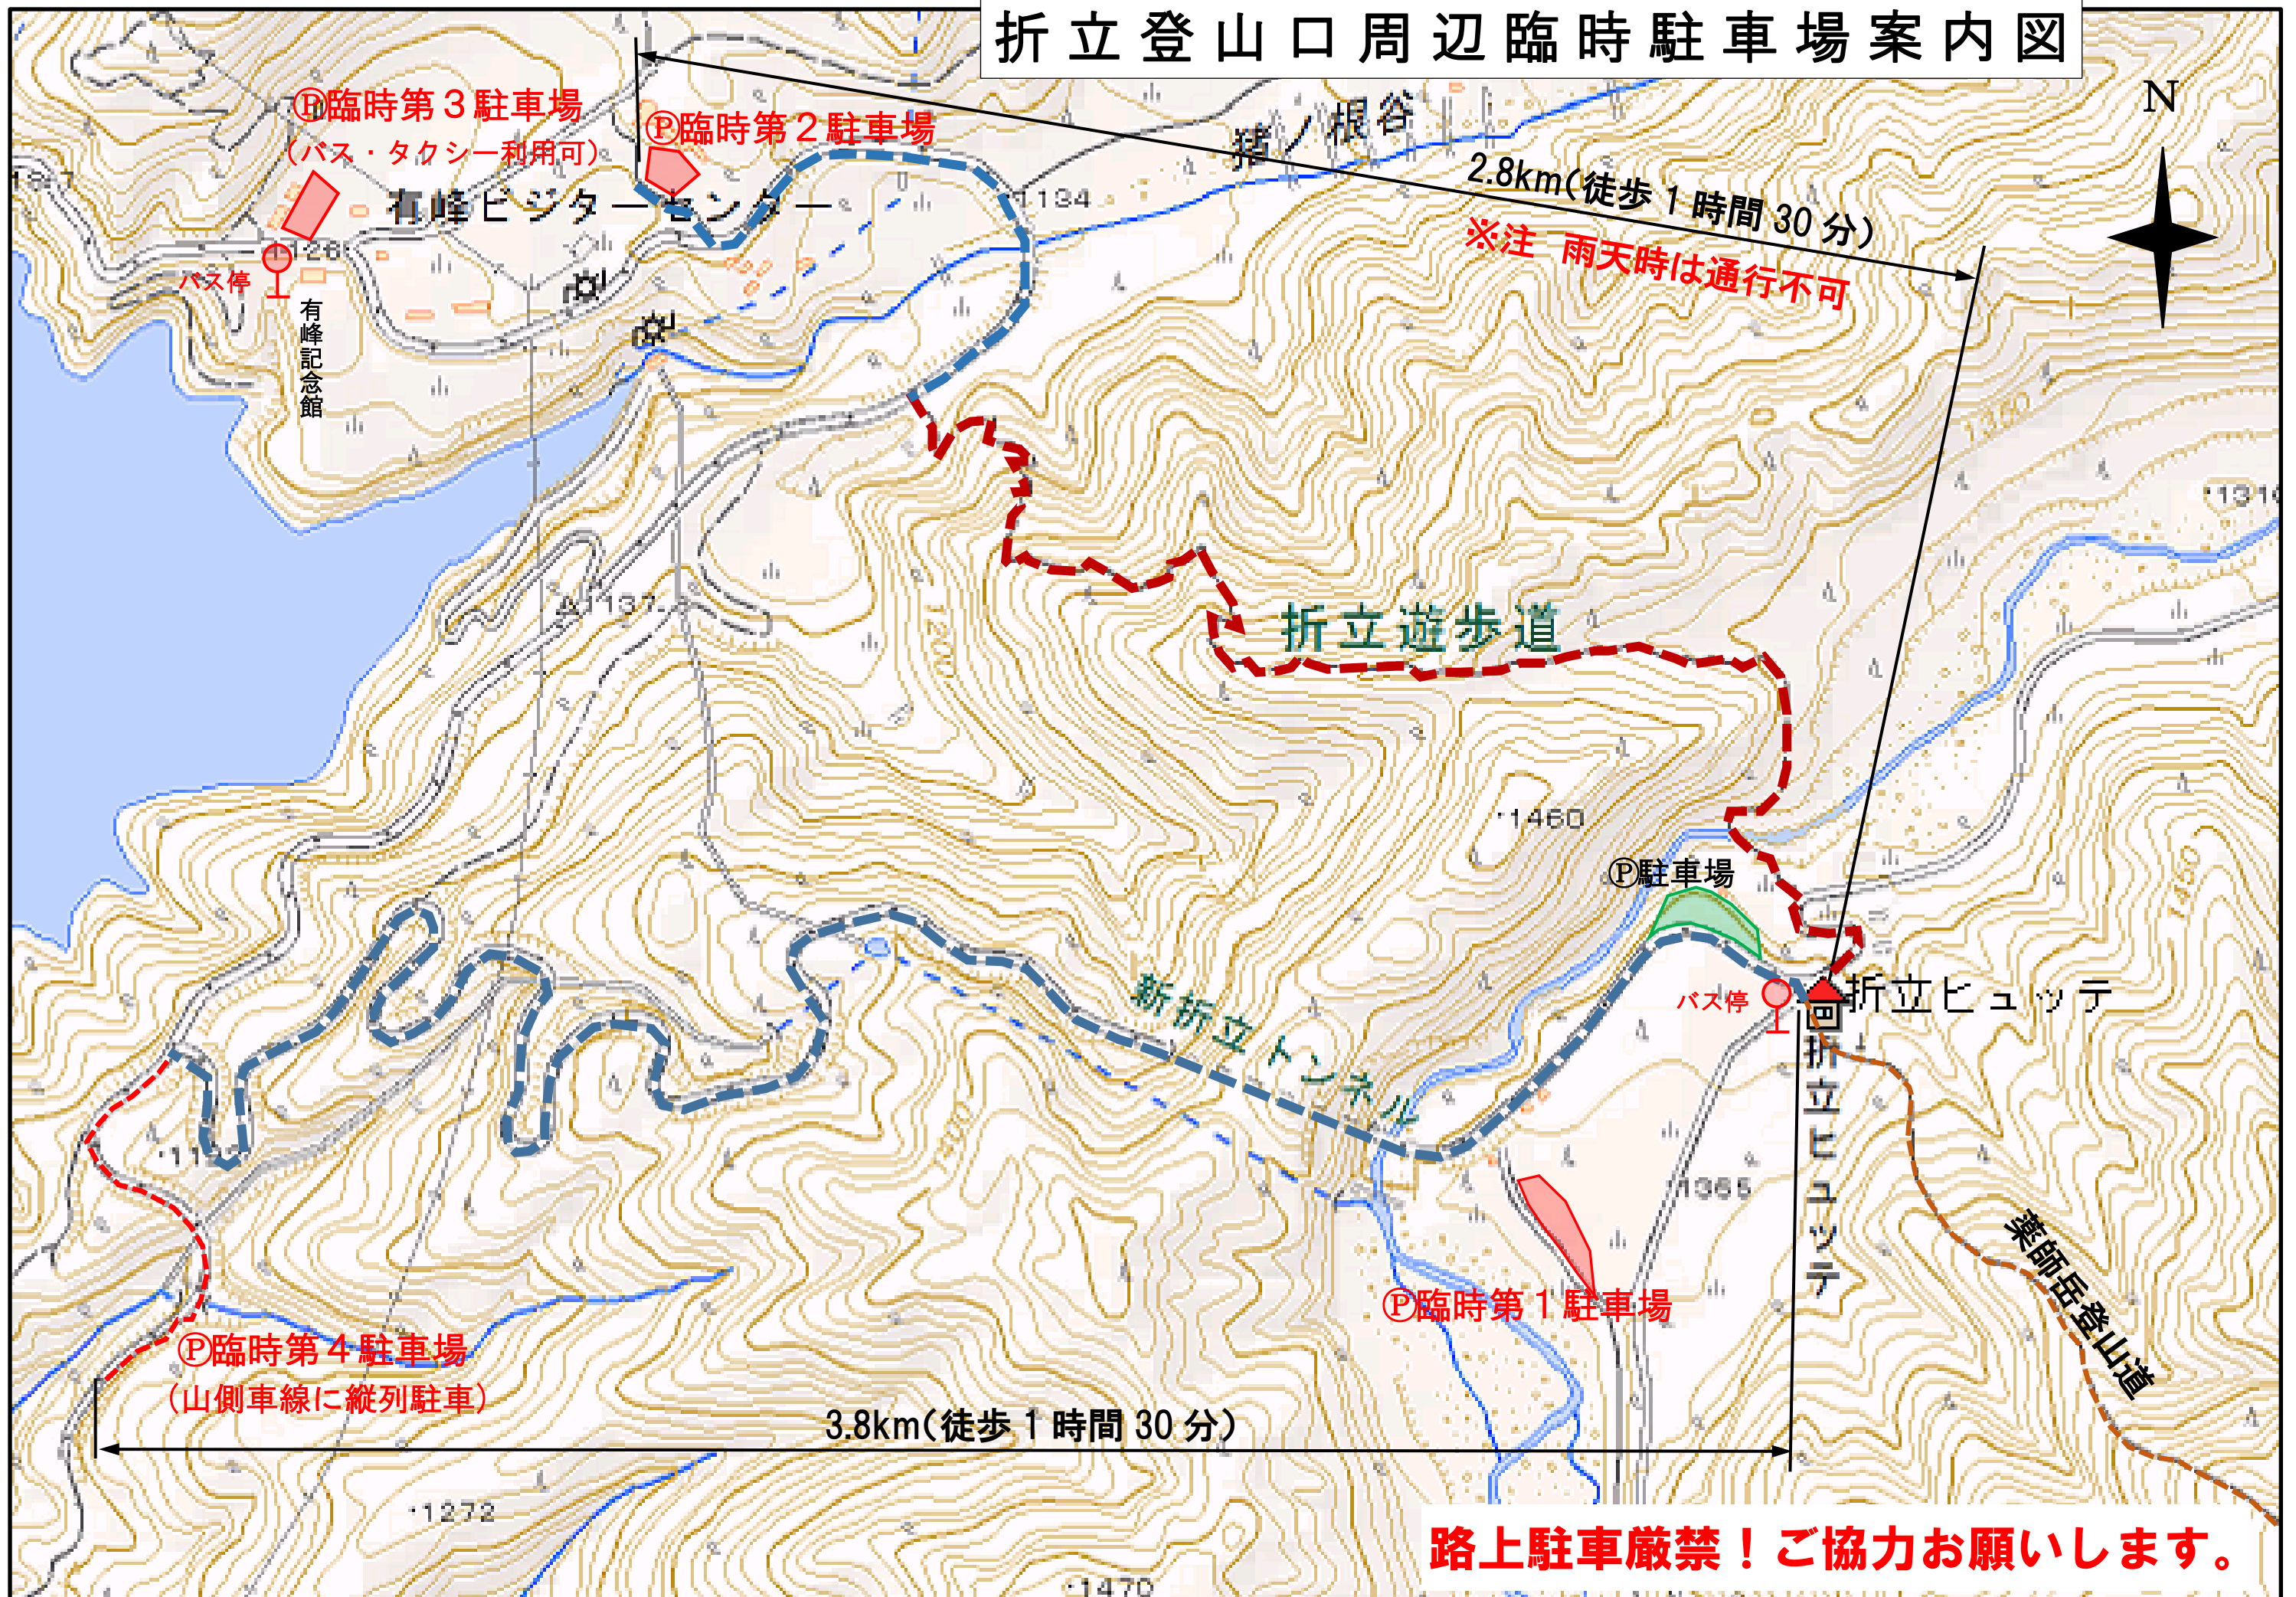 折立登山口周辺臨時駐車場案内図
N
Ⓟ臨時第３駐車場
（バス・タクシー利用可）
Ⓟ臨時第２駐車場
猪ノ根谷
2.8km（徒歩 1 時間 30 分）
※注 雨天時は通行不可
有峰ビジターセンター
1134
バス停
有峰記念館
1310
折立遊歩道
1200
1300
・1460
Ⓟ駐車場
新折立トンネル
バス停
折立ヒュッテ
折立ヒュッテ
1365
薬師岳登山道
Ⓟ臨時第１駐車場
Ⓟ臨時第４駐車場
（山側車線に縦列駐車）
3.8km（徒歩 1 時間 30 分）
・1272
・1470
路上駐車厳禁！ご協力お願いします。